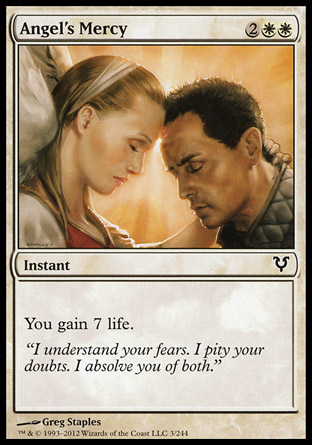 Angel's Mercy 2
Instant
You gain 7 life.
"I understand your fears. I pity your
doubts. I absolve you of both."
Greg Staples
™ & © 1993–2012 Wizards of the Coast LLC 3/244